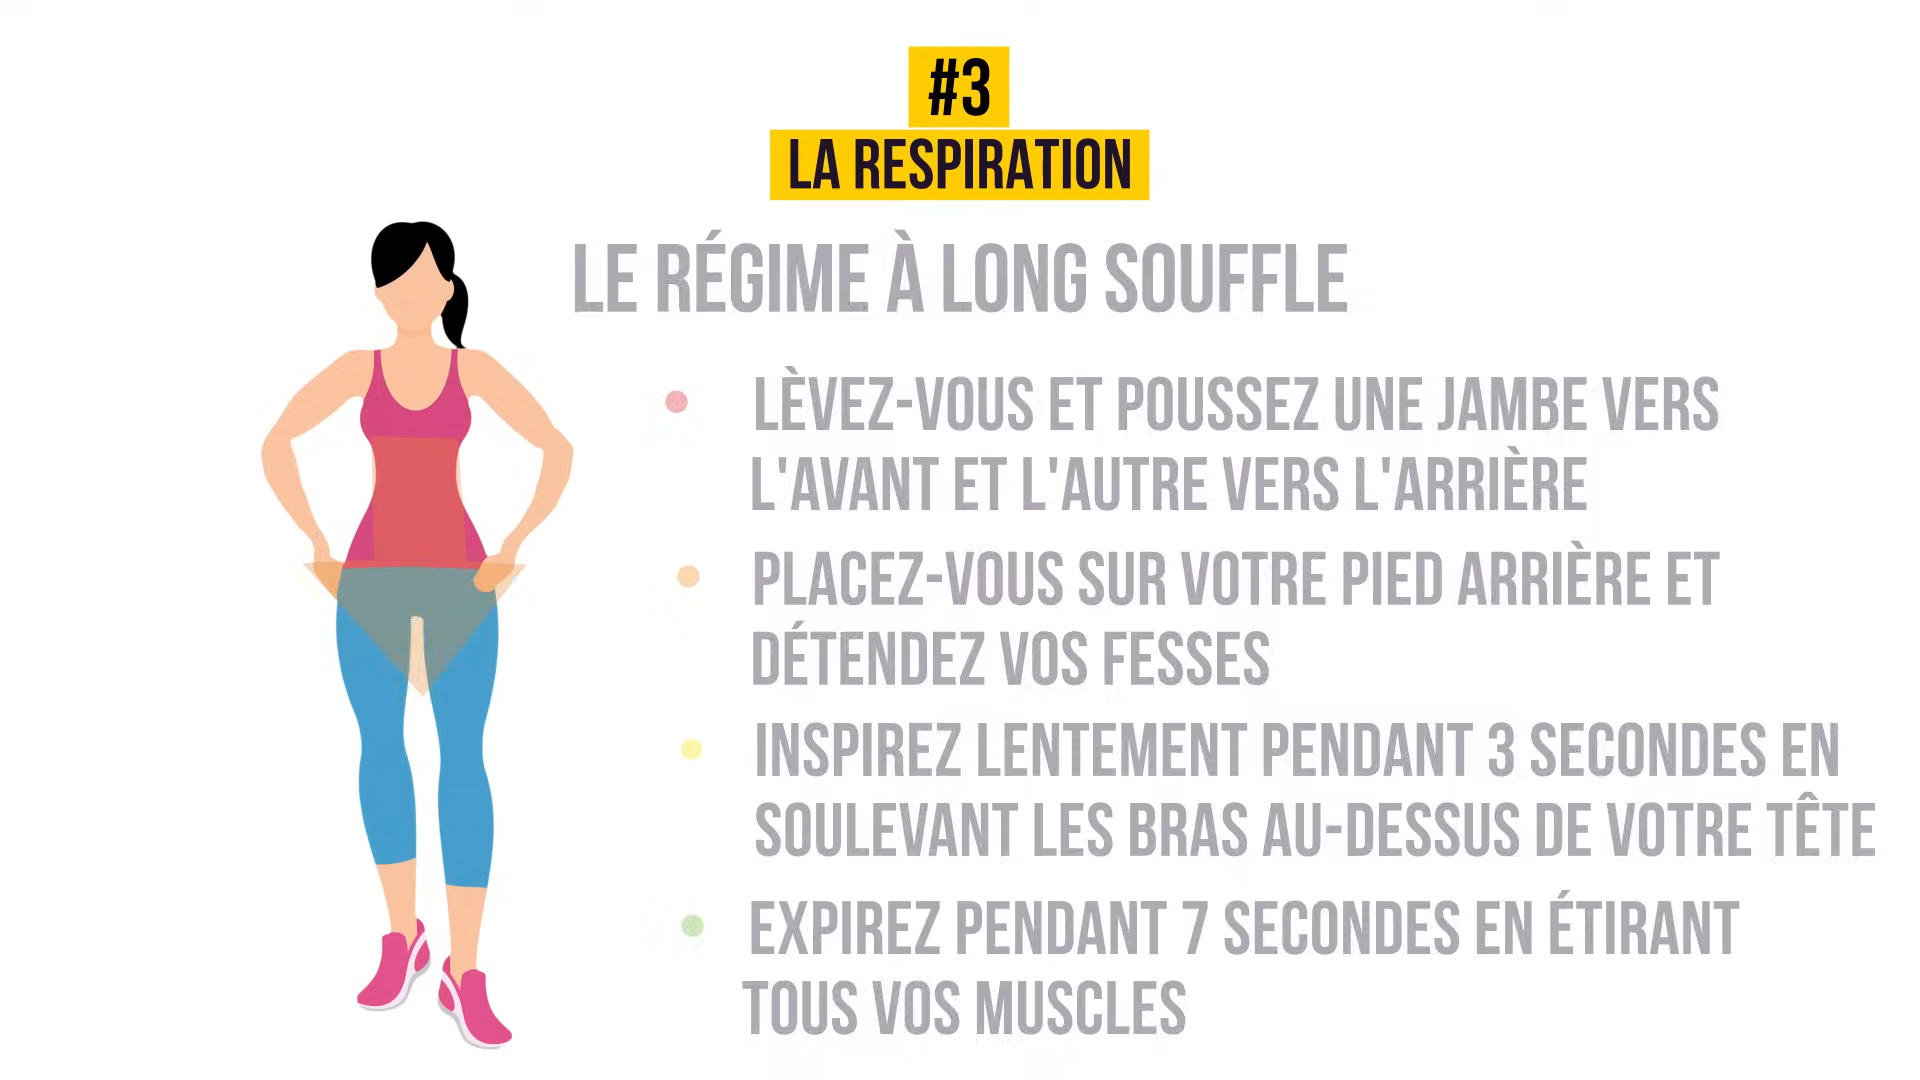 #3
LA RESPIRATION
LE RÉGIME À LONG SOUFFLE
LÈVEZ-VOUS ET POUSSEZ UNE JAMBE VERS
L'AVANT ET L'AUTRE VERS L'ARRIÈRE
PLACEZ-VOUS SUR VOTRE PIED ARRIÈRE ET
DÉTENDEZ VOS FESSES
INSPIREZ LENTEMENT PENDANT 3 SECONDES EN
SOULEVANT LES BRAS AU-DESSUS DE VOTRE TÊTE
EXPIREZ PENDANT 7 SECONDES EN ÉTIRANT
TOUS VOS MUSCLES